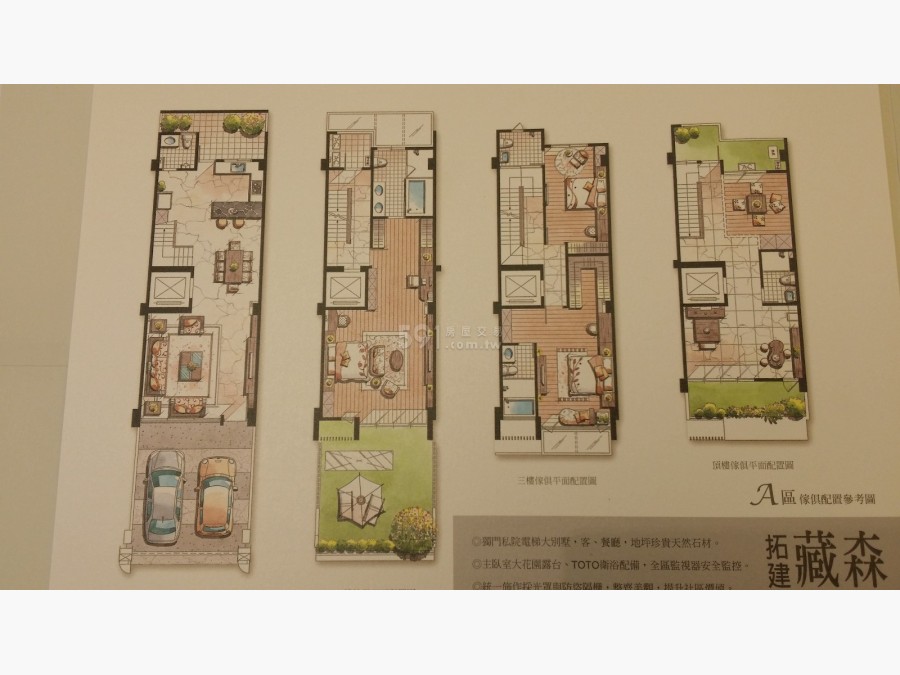 591房屋交易
.com.tw
三樓傢俱平面配置圖
頂樓傢俱平面配置圖
A區 傢俱配置參考圖
◎獨門私院電梯大別墅，客、餐廳，地坪珍貴天然石材。
◎主臥室大花園露台、TOTO衛浴配備，全區監視器安全監控。
拓建 藏森